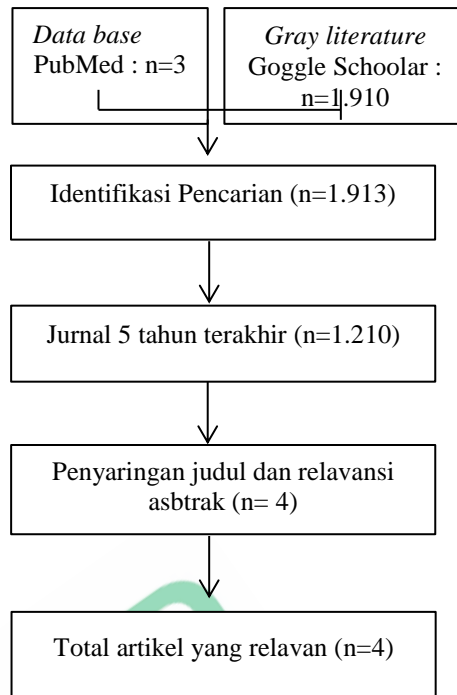 Data base
PubMed : n=3
Gray literature
Goggle Schoolar :
n=1.910
Identifikasi Pencarian (n=1.913)
Jurnal 5 tahun terakhir (n=1.210)
Penyaringan judul dan relavansi
asbtrak (n= 4)
Total artikel yang relavan (n=4)